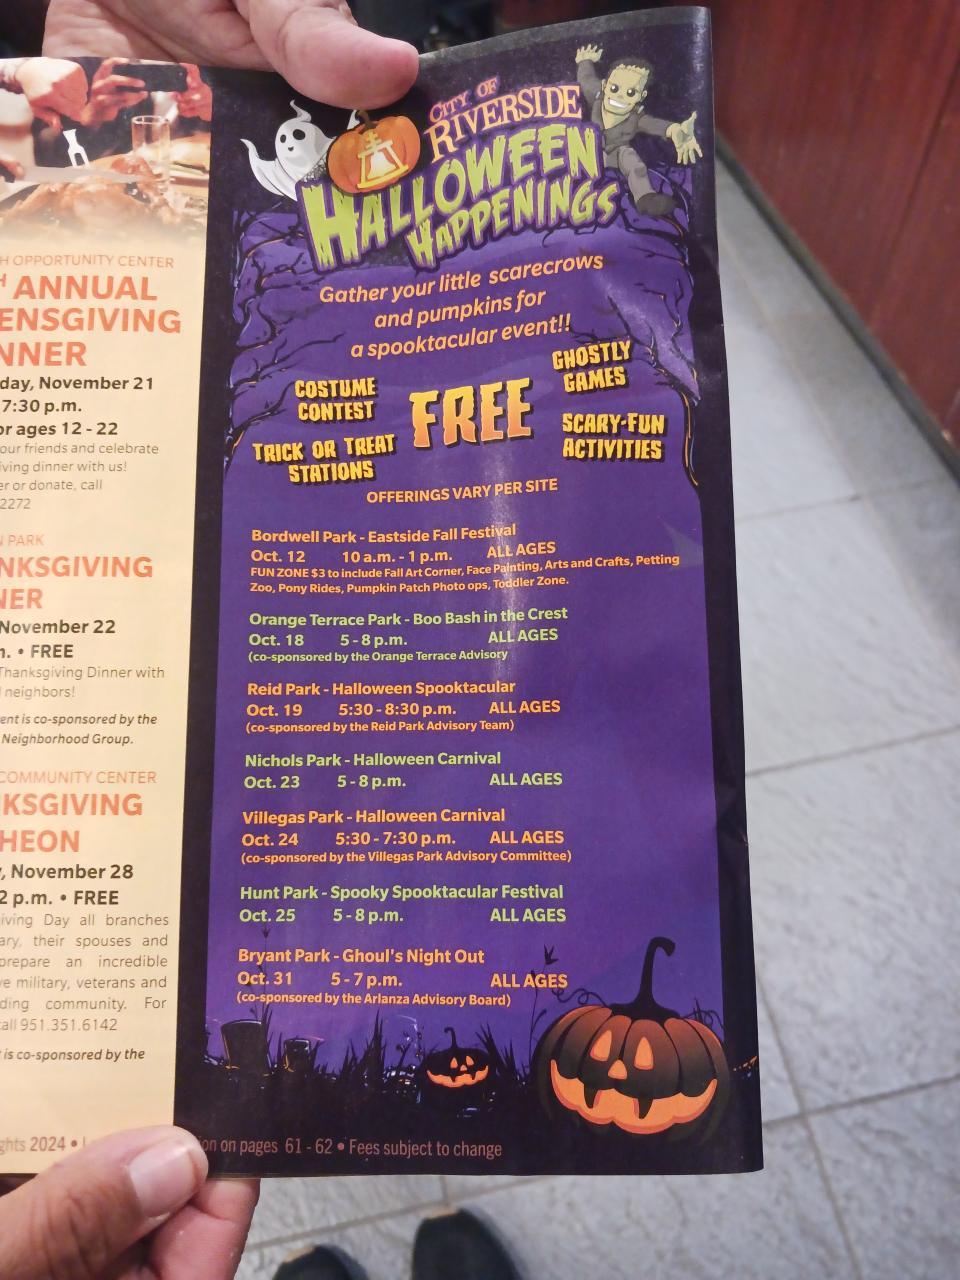 H OPPORTUNITY CENTER
H ANNUAL
ENSGIVING
NNER
day, November 21
7:30 p.m.
or ages 12 - 22
our friends and celebrate
iving dinner with us!
er or donate, call
2272
N PARK
NKSGIVING
NER
November 22
n. • FREE
Thanksgiving Dinner with
neighbors!
ent is co-sponsored by the
Neighborhood Group.
COMMUNITY CENTER
KSGIVING
HEON
y, November 28
2 p.m. • FREE
iving Day all branches
ary, their spouses and
prepare an incredible
ve military, veterans and
ding community. For
call 951.351.6142
t is co-sponsored by the
ghts 2024 •
CITY OF
RIVERSIDE
HALLOWEEN
HAPPENINGS
Gather your little scarecrows
and pumpkins for
a spooktacular event!!
COSTUME
CONTEST
FREE
GHOSTLY
GAMES
TRICK OR TREAT
STATIONS
SCARY-FUN
ACTIVITIES
OFFERINGS VARY PER SITE
Bordwell Park - Eastside Fall Festival
Oct. 12 10 a.m. - 1 p.m. ALL AGES
FUN ZONE $3 to include Fall Art Corner, Face Painting, Arts and Crafts, Petting
Zoo, Pony Rides, Pumpkin Patch Photo ops, Toddler Zone.
Orange Terrace Park - Boo Bash in the Crest
Oct. 18 5 - 8 p.m. ALL AGES
(co-sponsored by the Orange Terrace Advisory
Reid Park - Halloween Spooktacular
Oct. 19 5:30 - 8:30 p.m. ALL AGES
(co-sponsored by the Reid Park Advisory Team)
Nichols Park - Halloween Carnival
Oct. 23 5 - 8 p.m. ALL AGES
Villegas Park - Halloween Carnival
Oct. 24 5:30 - 7:30 p.m. ALL AGES
(co-sponsored by the Villegas Park Advisory Committee)
Hunt Park - Spooky Spooktacular Festival
Oct. 25 5 - 8 p.m. ALL AGES
Bryant Park - Ghoul's Night Out
Oct. 31 5 - 7 p.m. ALL AGES
(co-sponsored by the Arlanza Advisory Board)
on on pages 61 - 62 • Fees subject to change